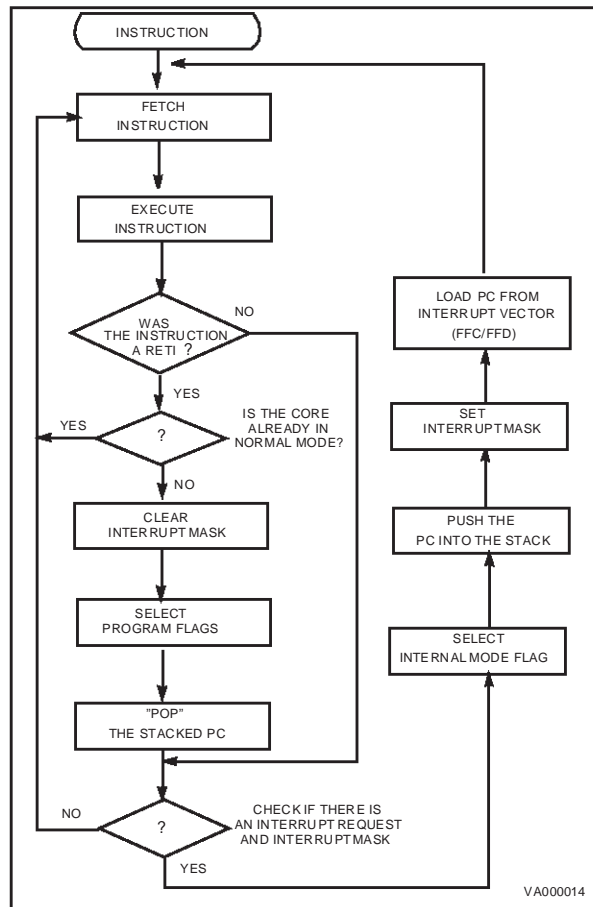 INSTRUCTION
FETCH
INSTRUCTION
EXECUTE
INSTRUCTION
WAS
THE INSTRUCTION
A RETI ?
NO
YES
YES
?
IS THE CORE
ALREADY IN
NORMAL MODE?
NO
CLEAR
INTERRUPT MASK
SELECT
PROGRAM FLAGS
"POP"
THE STACKED PC
NO
?
CHECK IF THERE IS
AN INTERRUPT REQUEST
AND INTERRUPT MASK
YES
LOAD PC FROM
INTERRUPT VECTOR
(FFC/FFD)
SET
INTERRUPT MASK
PUSH THE
PC INTO THE STACK
SELECT
INTERNAL MODE FLAG
VA000014